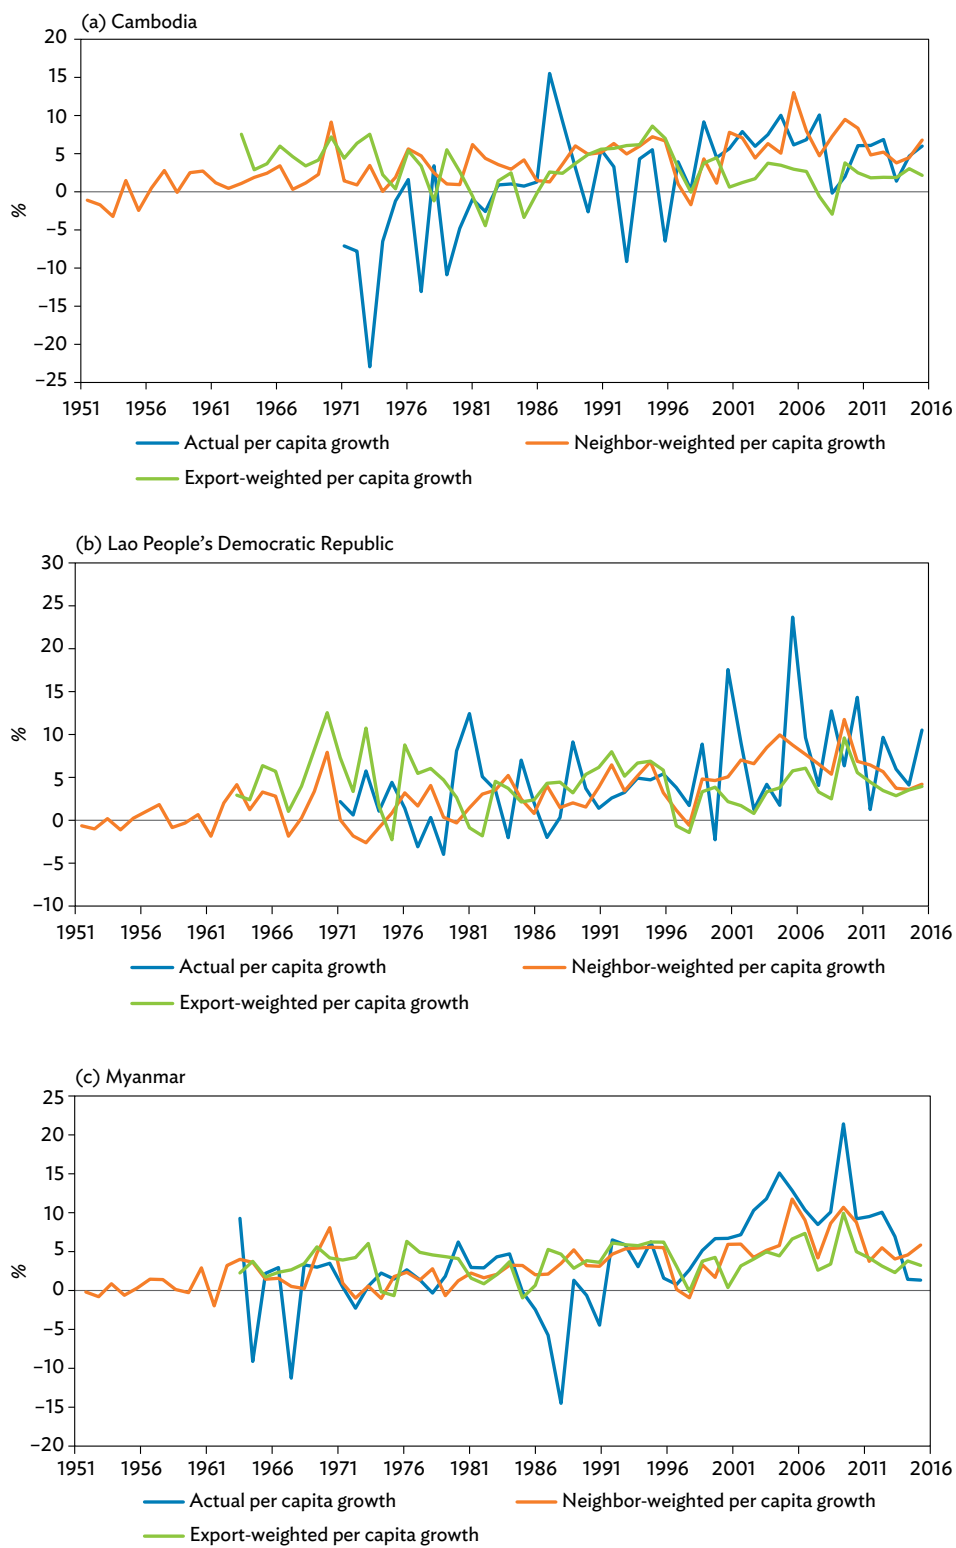 (a) Cambodia
20
15
10
5
0
–5
–10
–15
–20
–25
%
1951 1956 1961 1966 1971 1976 1981 1986 1991 1996 2001 2006 2011 2016
Actual per capita growth Neighbor-weighted per capita growth
Export-weighted per capita growth
(b) Lao People’s Democratic Republic
30
25
20
15
10
5
0
–5
–10
%
1951 1956 1961 1966 1971 1976 1981 1986 1991 1996 2001 2006 2011 2016
Actual per capita growth Neighbor-weighted per capita growth
Export-weighted per capita growth
(c) Myanmar
25
20
15
10
5
0
–5
–10
–15
–20
%
1951 1956 1961 1966 1971 1976 1981 1986 1991 1996 2001 2006 2011 2016
Actual per capita growth Neighbor-weighted per capita growth
Export-weighted per capita growth